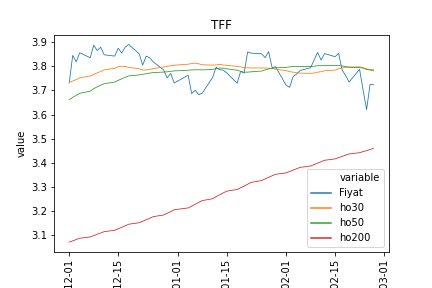 TFF
value
3.9
3.8
3.7
3.6
3.5
3.4
3.3
3.2
3.1
variable
Fiyat
ho30
ho50
ho200
12-01
12-15
01-01
01-15
02-01
02-15
03-01